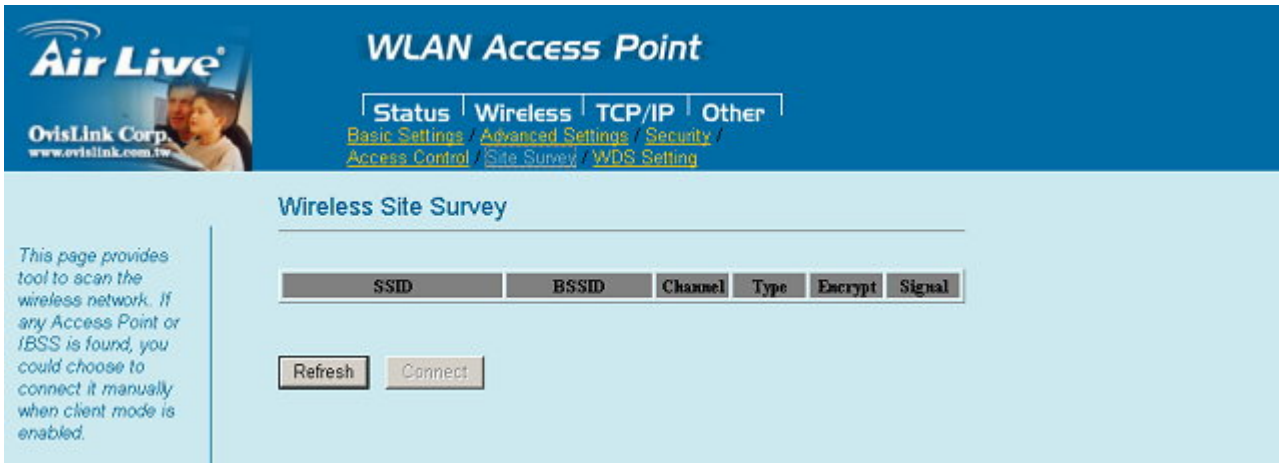 Air Live®
OvisLink Corp.
www.ovislink.com.tw
WLAN Access Point
Status Wireless TCP/IP Other
Basic Settings / Advanced Settings / Security /
Access Control / Site Survey / WDS Setting
Wireless Site Survey
This page provides
tool to scan the
wireless network. If
any Access Point or
IBSS is found, you
could choose to
connect it manually
when client mode is
enabled.
SSID BSSID Channel Type Encrypt Signal
Refresh Connect